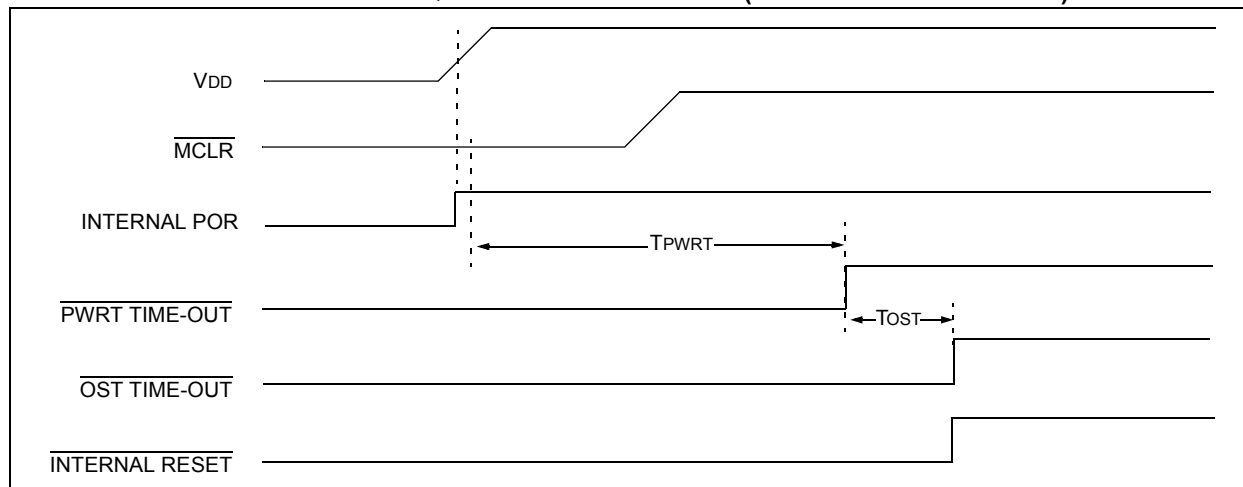 VDD
MCLR
INTERNAL POR
TPWRT
PWRT TIME-OUT
TOST
OST TIME-OUT
INTERNAL RESET